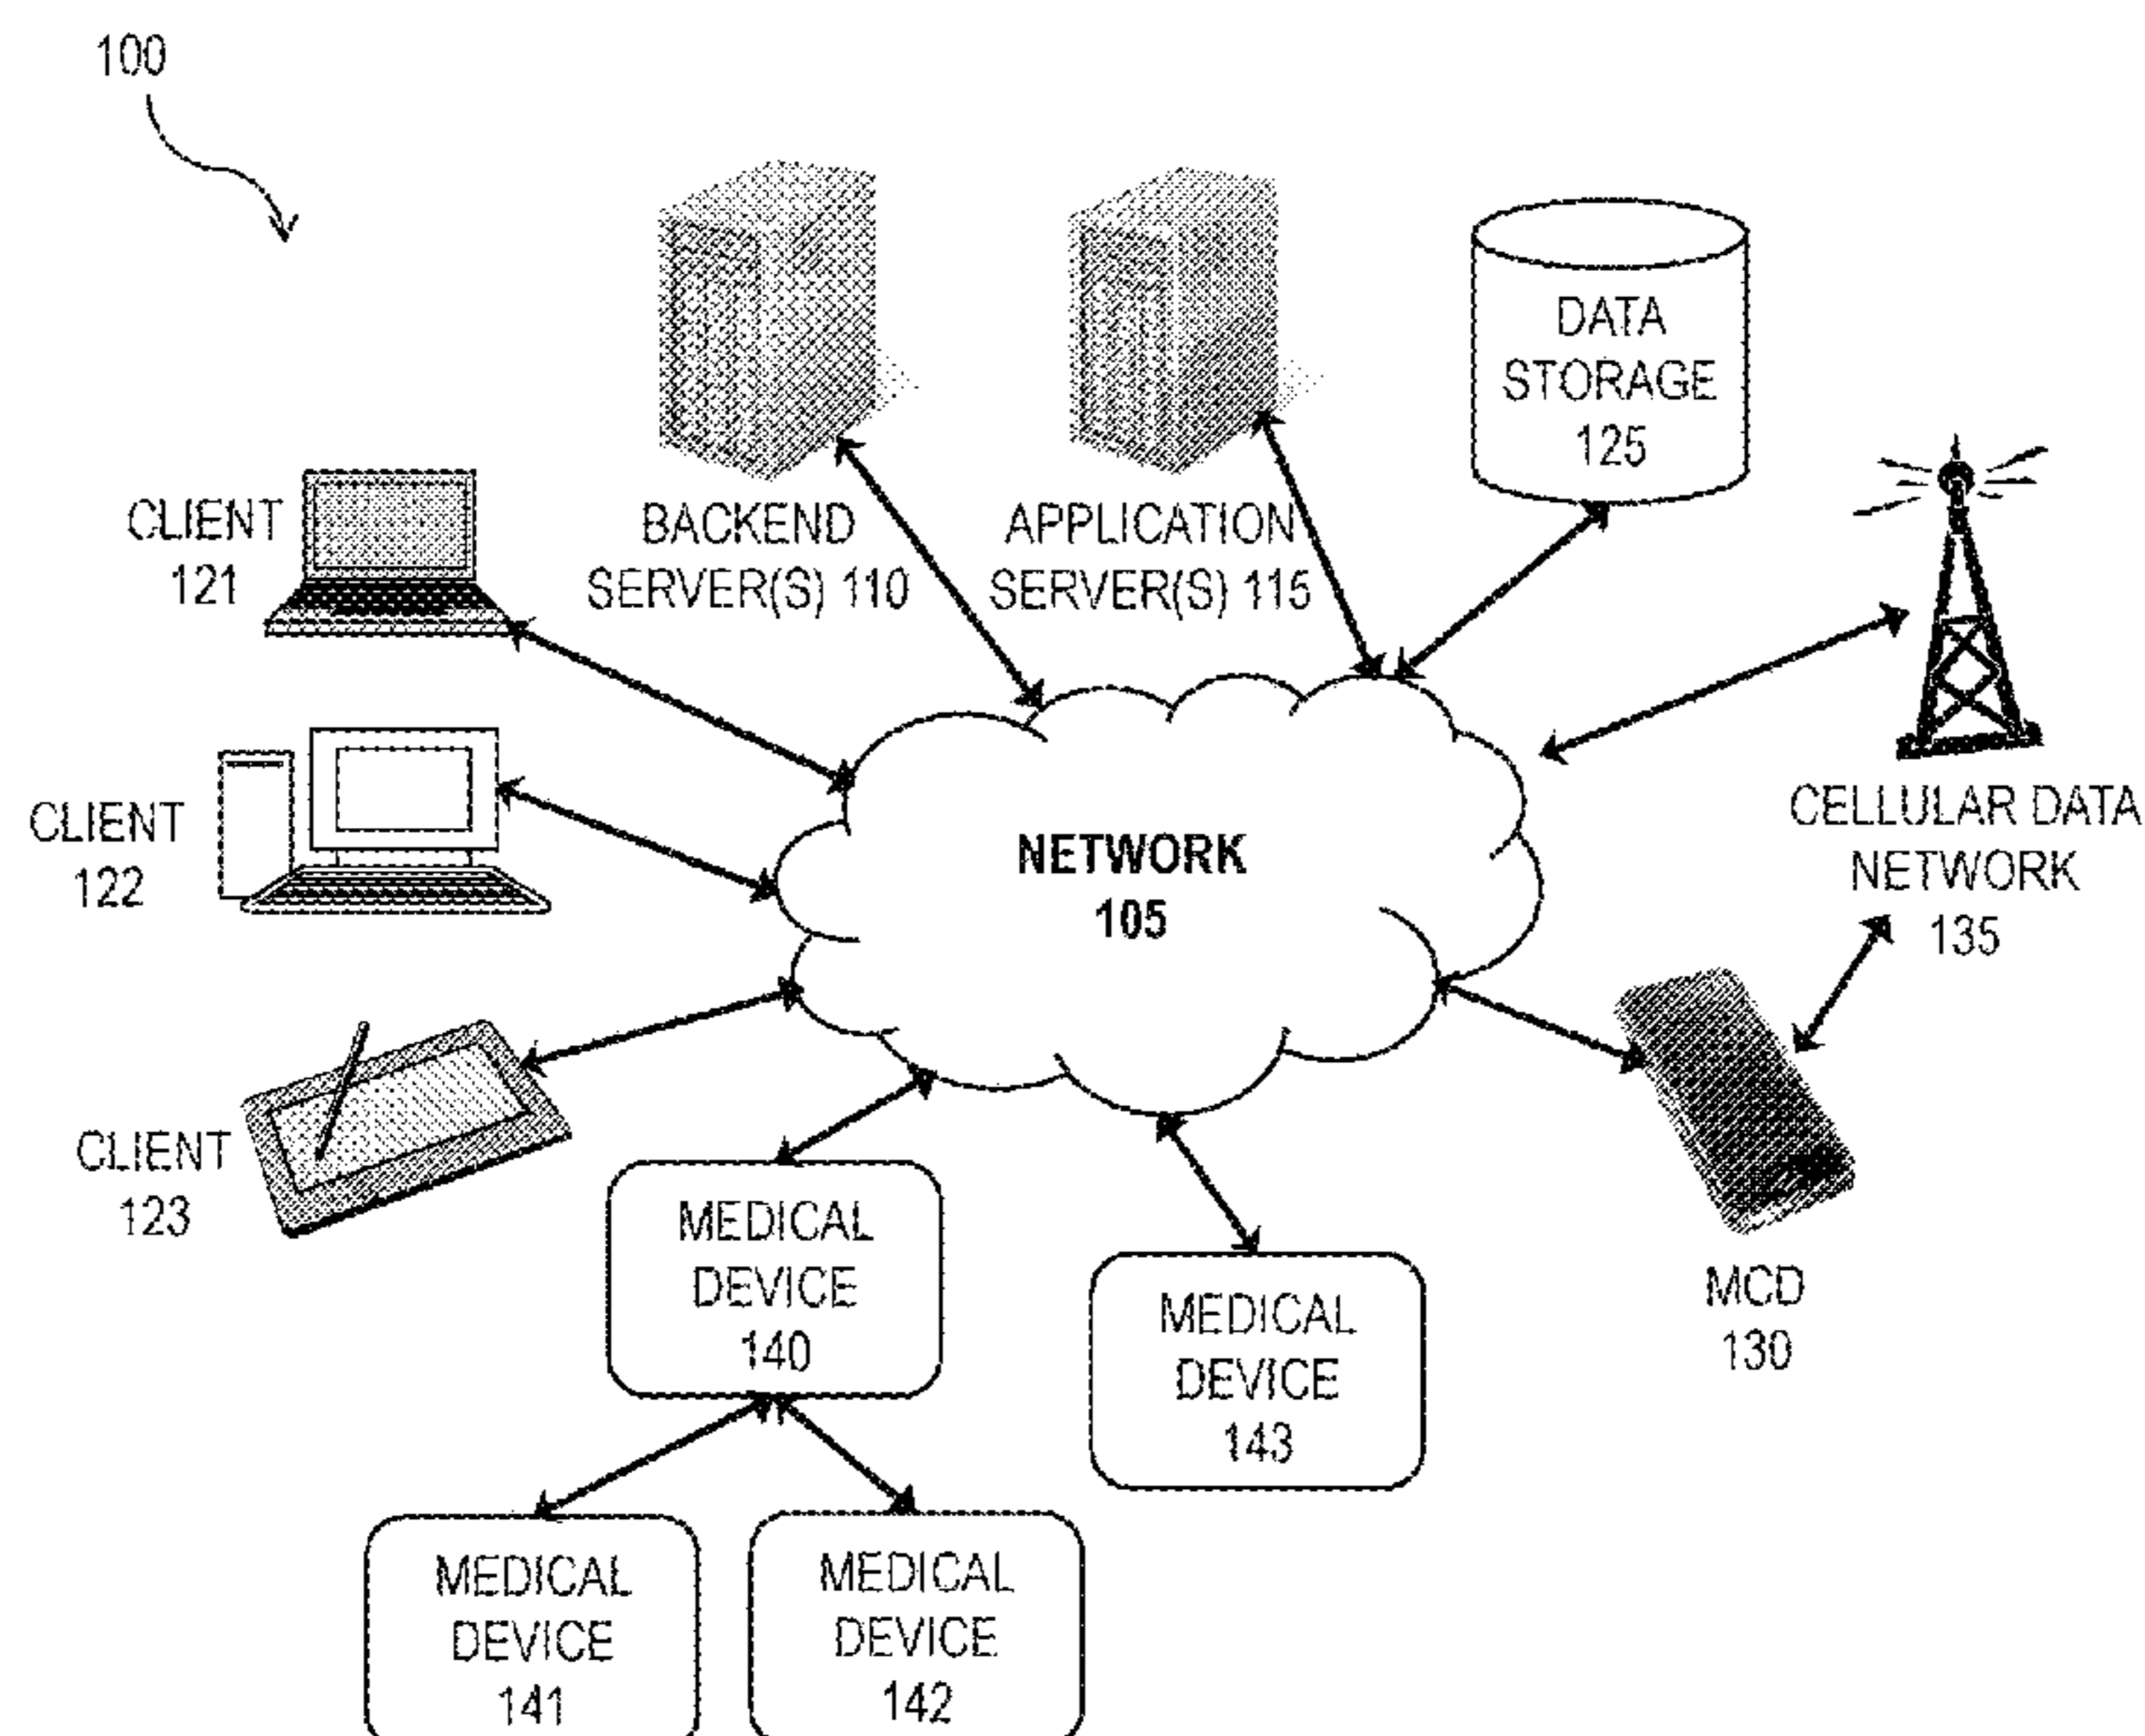 100
DATA
STORAGE
125
CLIENT
121
BACKEND
SERVER(S) 110
APPLICATION
SERVER(S) 115
CLIENT
122
NETWORK
105
CELLULAR DATA
NETWORK
135
CLIENT
123
MEDICAL
DEVICE
140
MEDICAL
DEVICE
143
MCD
130
MEDICAL
DEVICE
141
MEDICAL
DEVICE
142